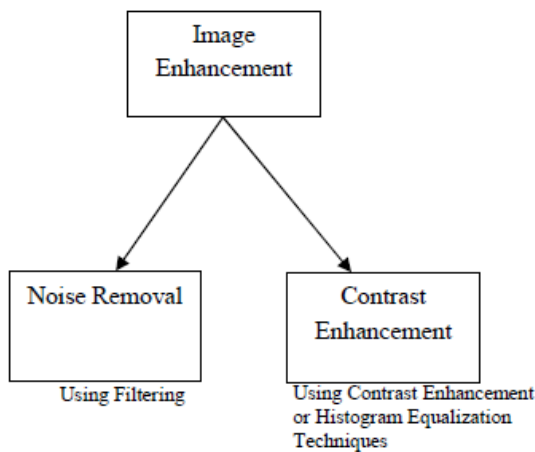 Image
Enhancement
Noise Removal
Using Filtering
Contrast
Enhancement
Using Contrast Enhancement
or Histogram Equalization
Techniques